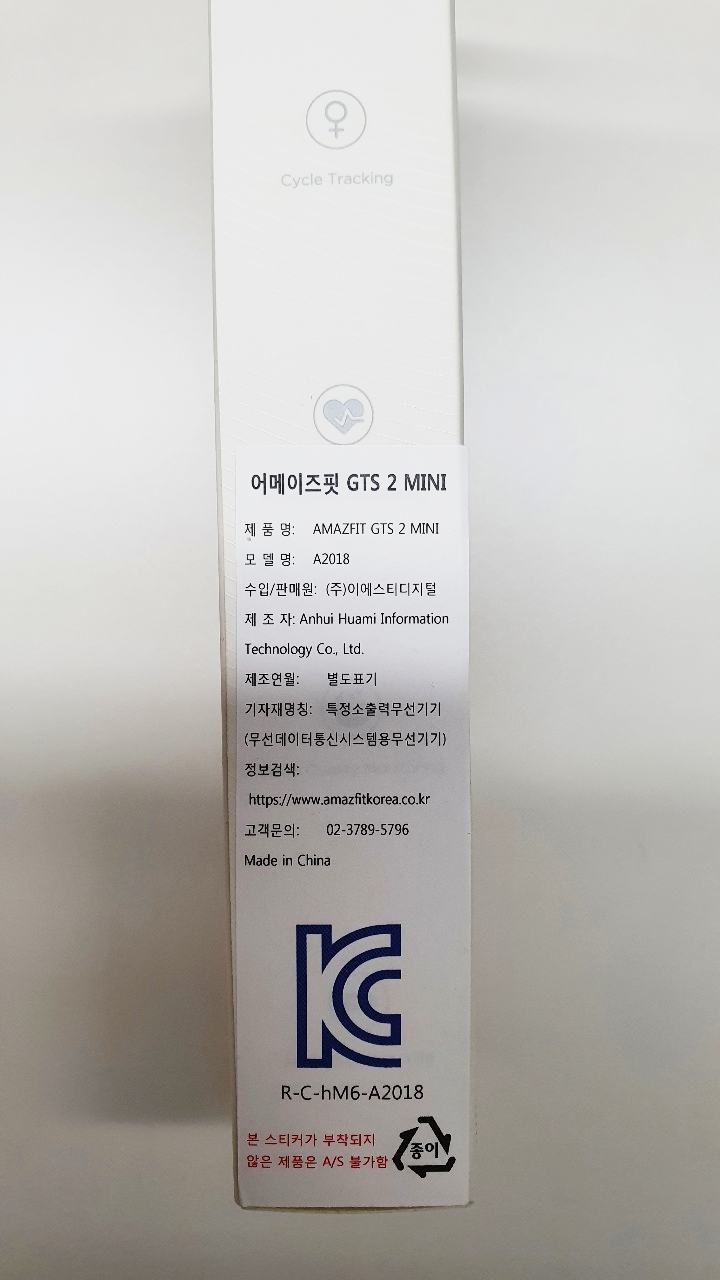 Cycle Tracking
어메이즈핏 GTS 2 MINI
제 품 명: AMAZFIT GTS 2 MINI
모 델 명: A2018
수입/판매원: (주)이에스티디지털
제 조 자: Anhui Huami Information
Technology Co., Ltd.
제조연월: 별도표기
기자재명칭: 특정소출력무선기기
(무선데이터통신시스템용무선기기)
정보검색:
https://www.amazfitkorea.co.kr
고객문의: 02-3789-5796
Made in China
KC
R-C-hM6-A2018
본 스티커가 부착되지
않은 제품은 A/S 불가함
종이